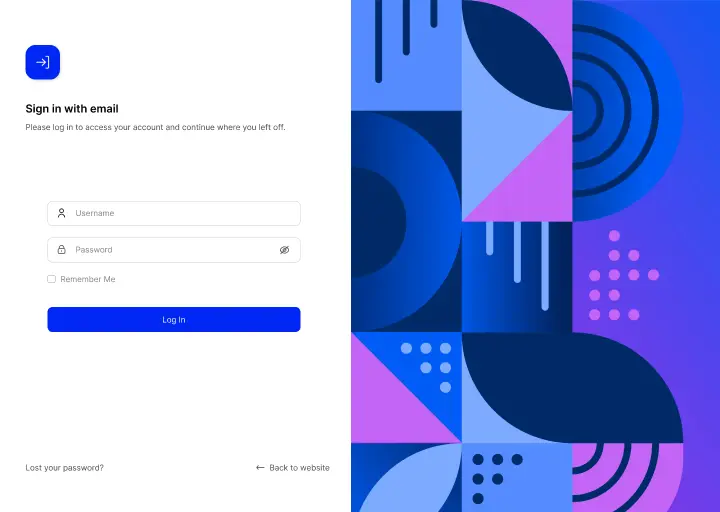 Sign in with email
Please log in to access your account and continue where you left off.
Username
Password
Remember Me
Log In
Lost your password?
← Back to website